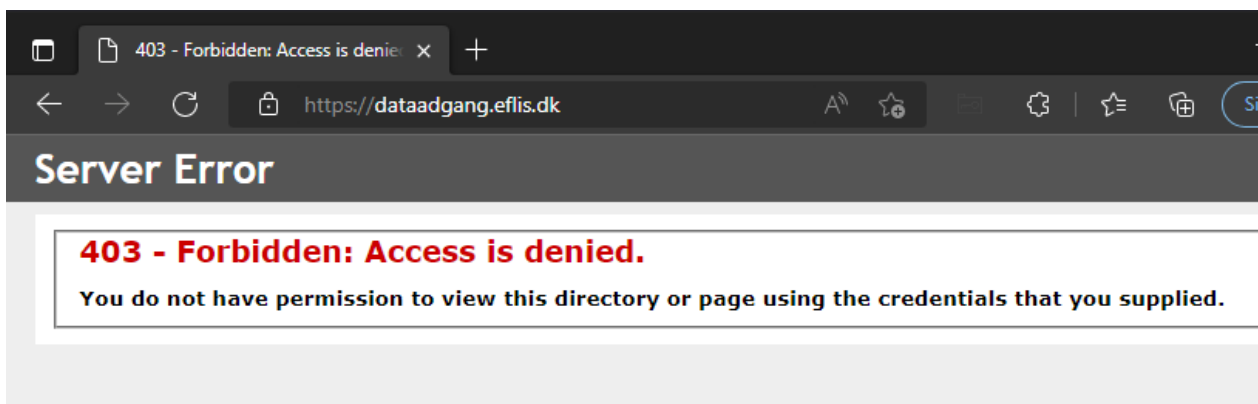 403 - Forbidden: Access is denied
https://dataadgang.eflis.dk
Server Error
403 - Forbidden: Access is denied.
You do not have permission to view this directory or page using the credentials that you supplied.